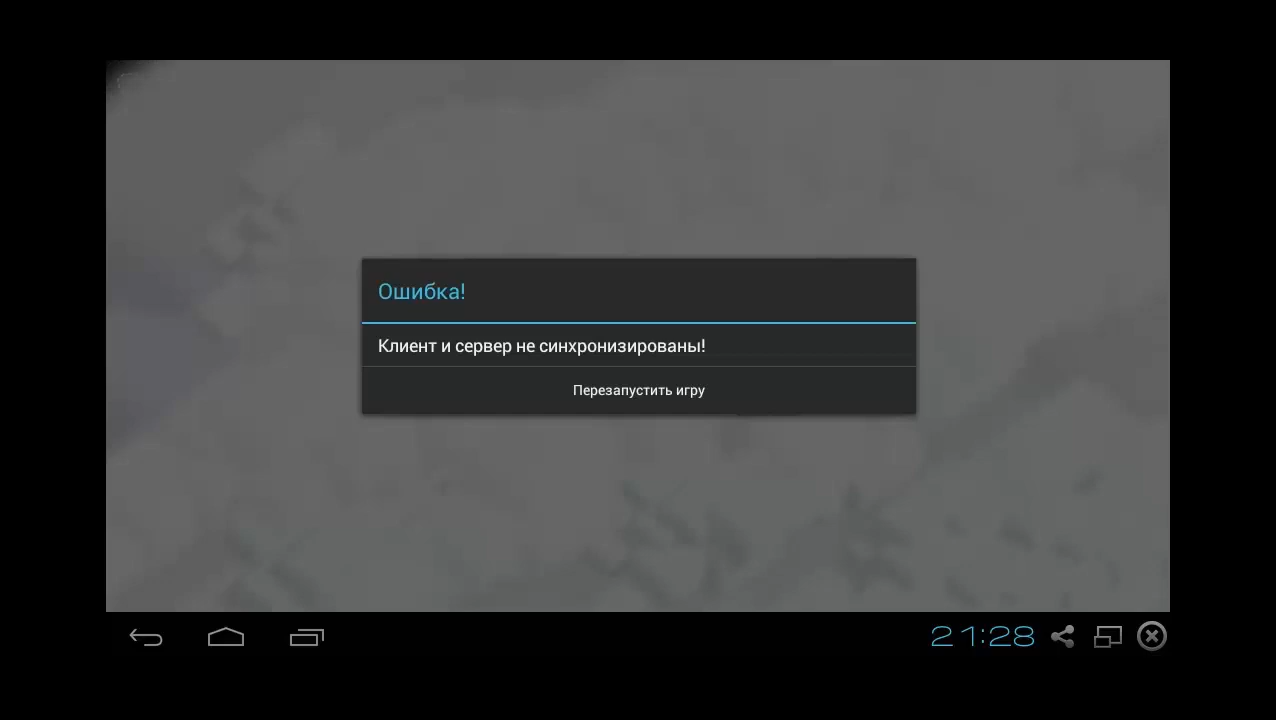 Ошибка!
Клиент и сервер не синхронизированы!
Перезапустить игру
21:28